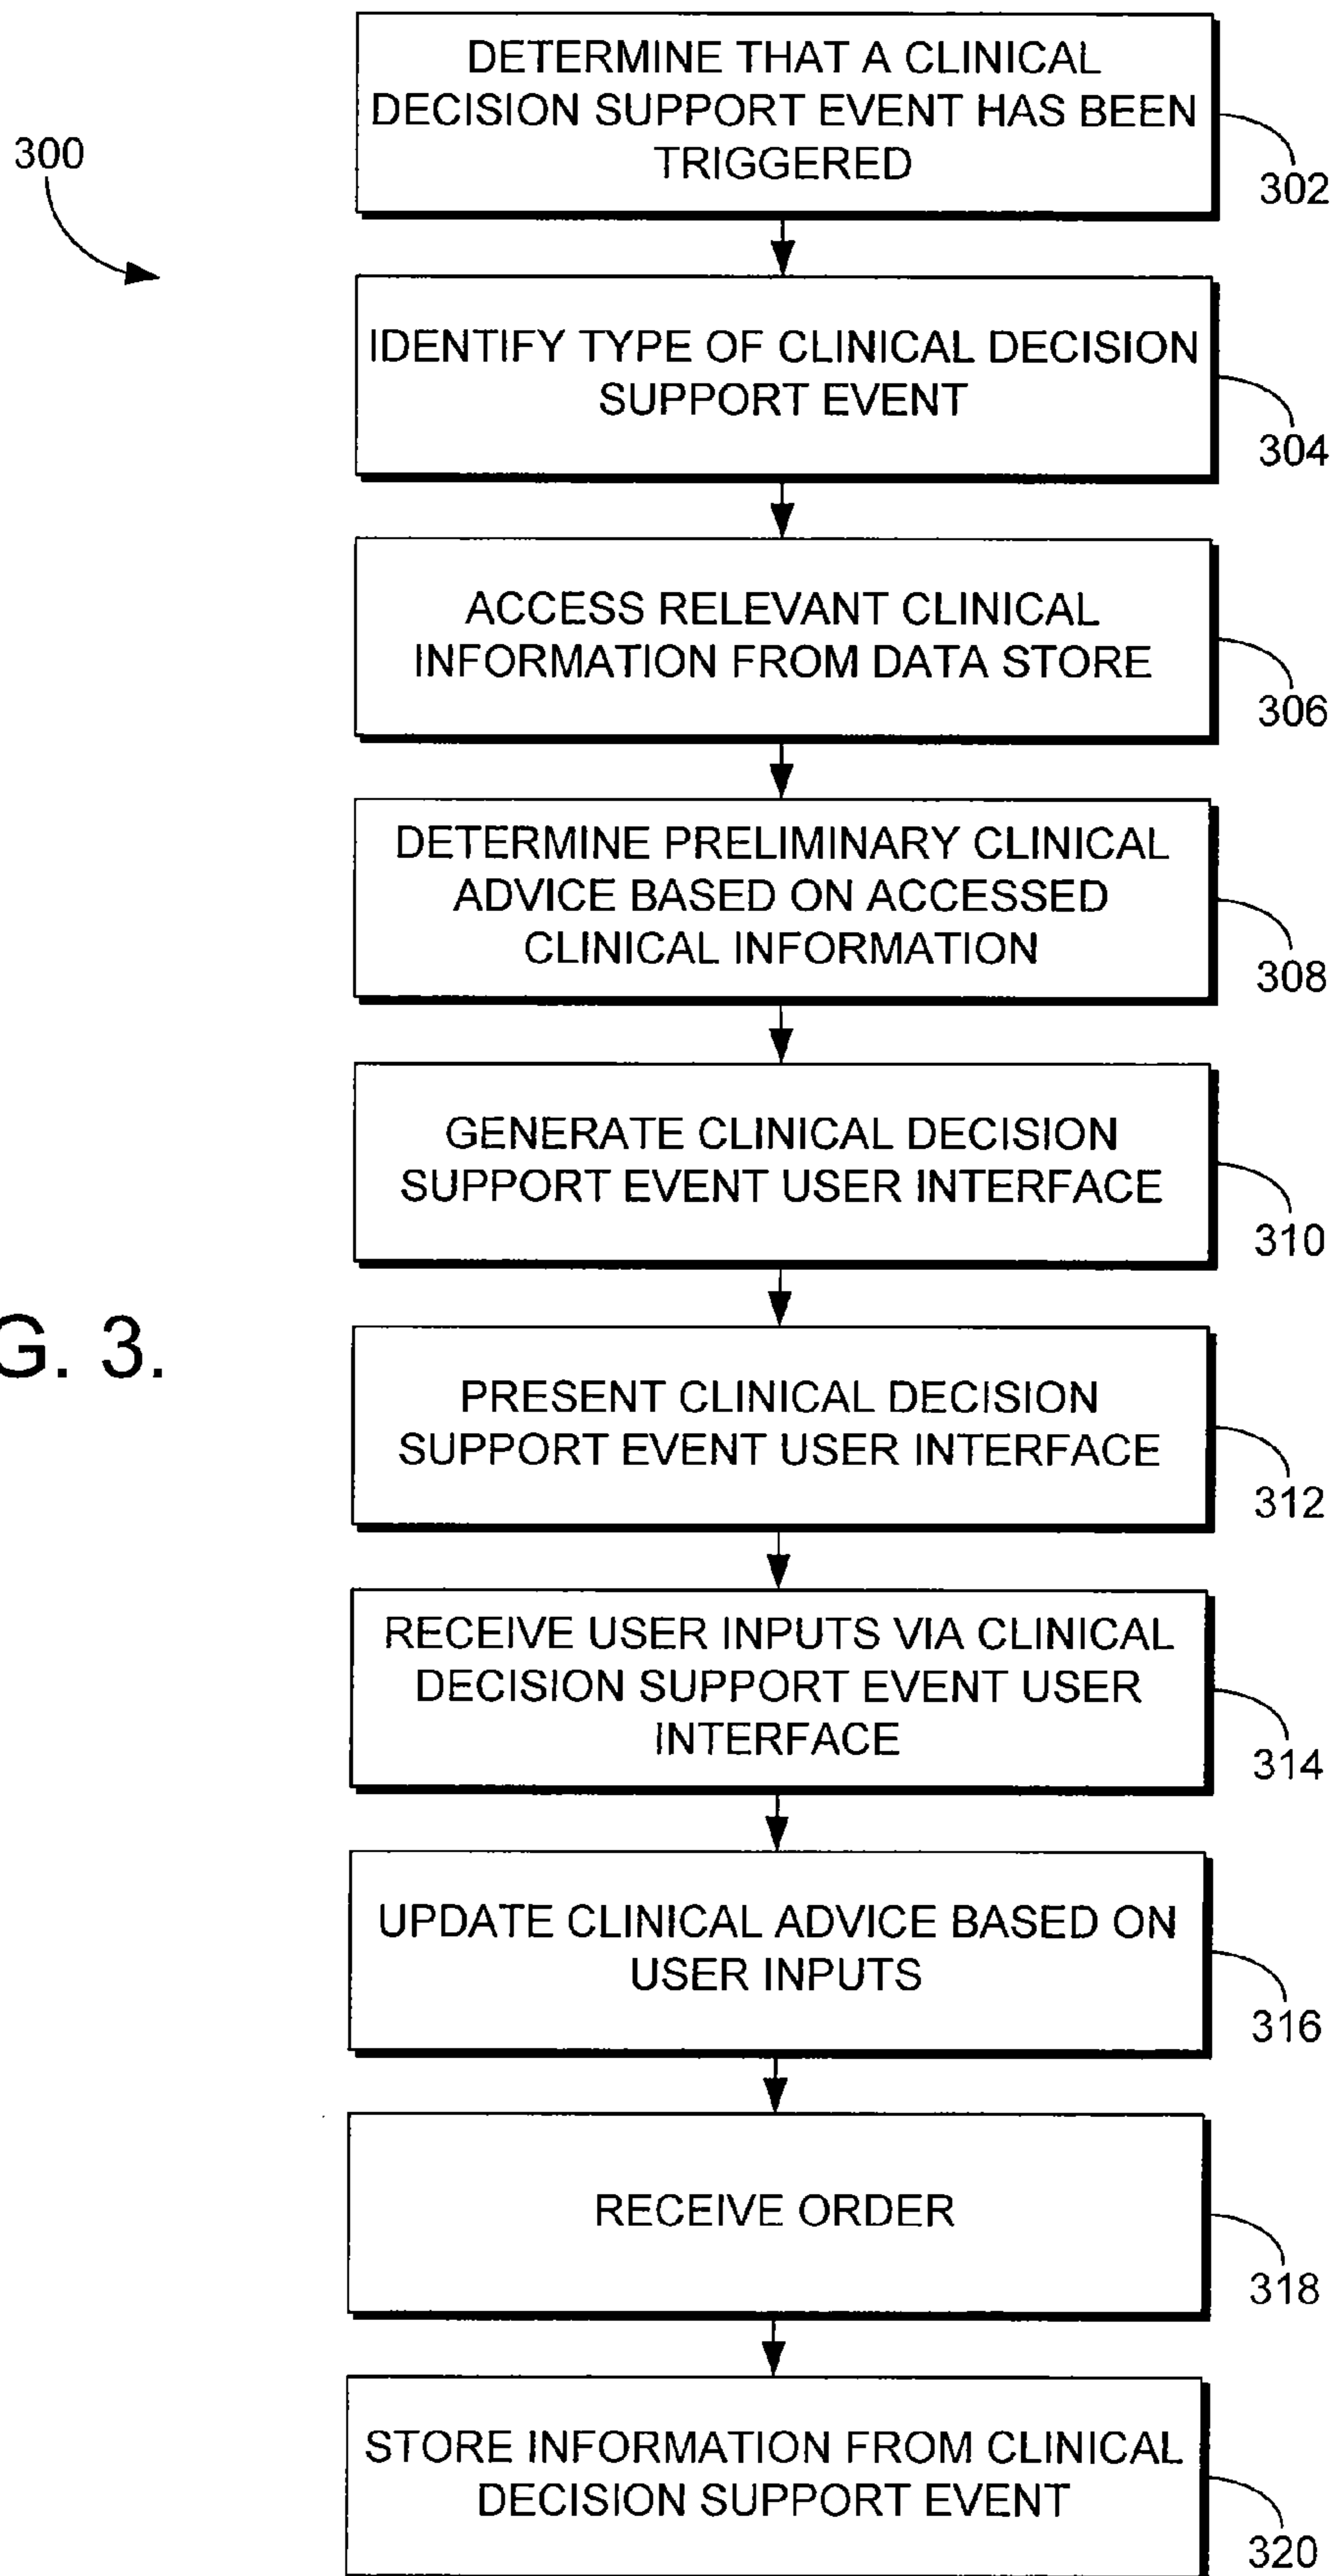 300
DETERMINE THAT A CLINICAL
DECISION SUPPORT EVENT HAS BEEN
TRIGGERED
302
IDENTIFY TYPE OF CLINICAL DECISION
SUPPORT EVENT
304
ACCESS RELEVANT CLINICAL
INFORMATION FROM DATA STORE
306
DETERMINE PRELIMINARY CLINICAL
ADVICE BASED ON ACCESSED
CLINICAL INFORMATION
308
GENERATE CLINICAL DECISION
SUPPORT EVENT USER INTERFACE
310
G. 3.
PRESENT CLINICAL DECISION
SUPPORT EVENT USER INTERFACE
312
RECEIVE USER INPUTS VIA CLINICAL
DECISION SUPPORT EVENT USER
INTERFACE
314
UPDATE CLINICAL ADVICE BASED ON
USER INPUTS
316
RECEIVE ORDER
318
STORE INFORMATION FROM CLINICAL
DECISION SUPPORT EVENT
320